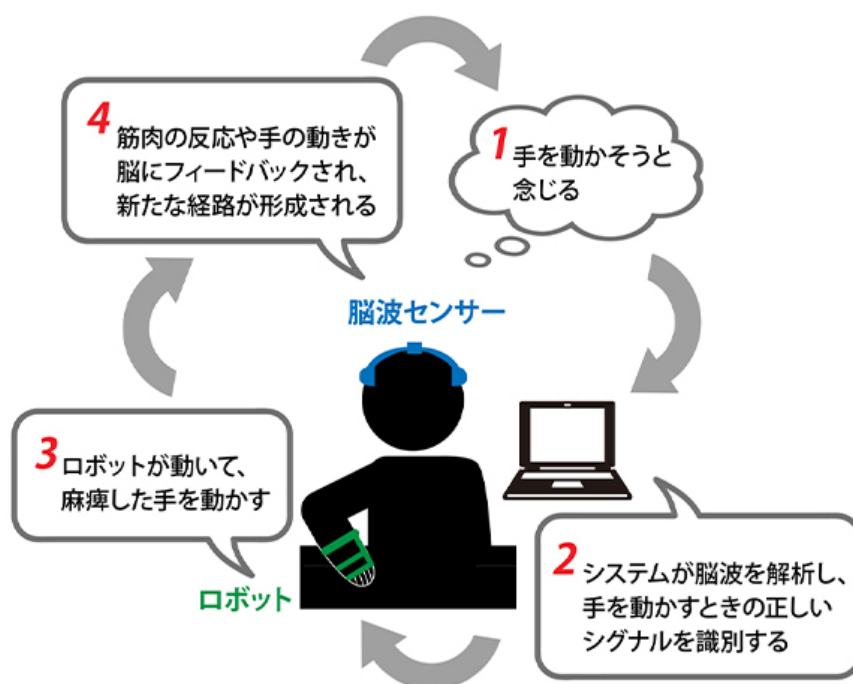 1 手を動かそうと
念じる
2 システムが脳波を解析し、
手を動かすときの正しい
シグナルを識別する
3 ロボットが動いて、
麻痺した手を動かす
4 筋肉の反応や手の動きが
脳にフィードバックされ、
新たな経路が形成される
脳波センサー
ロボット